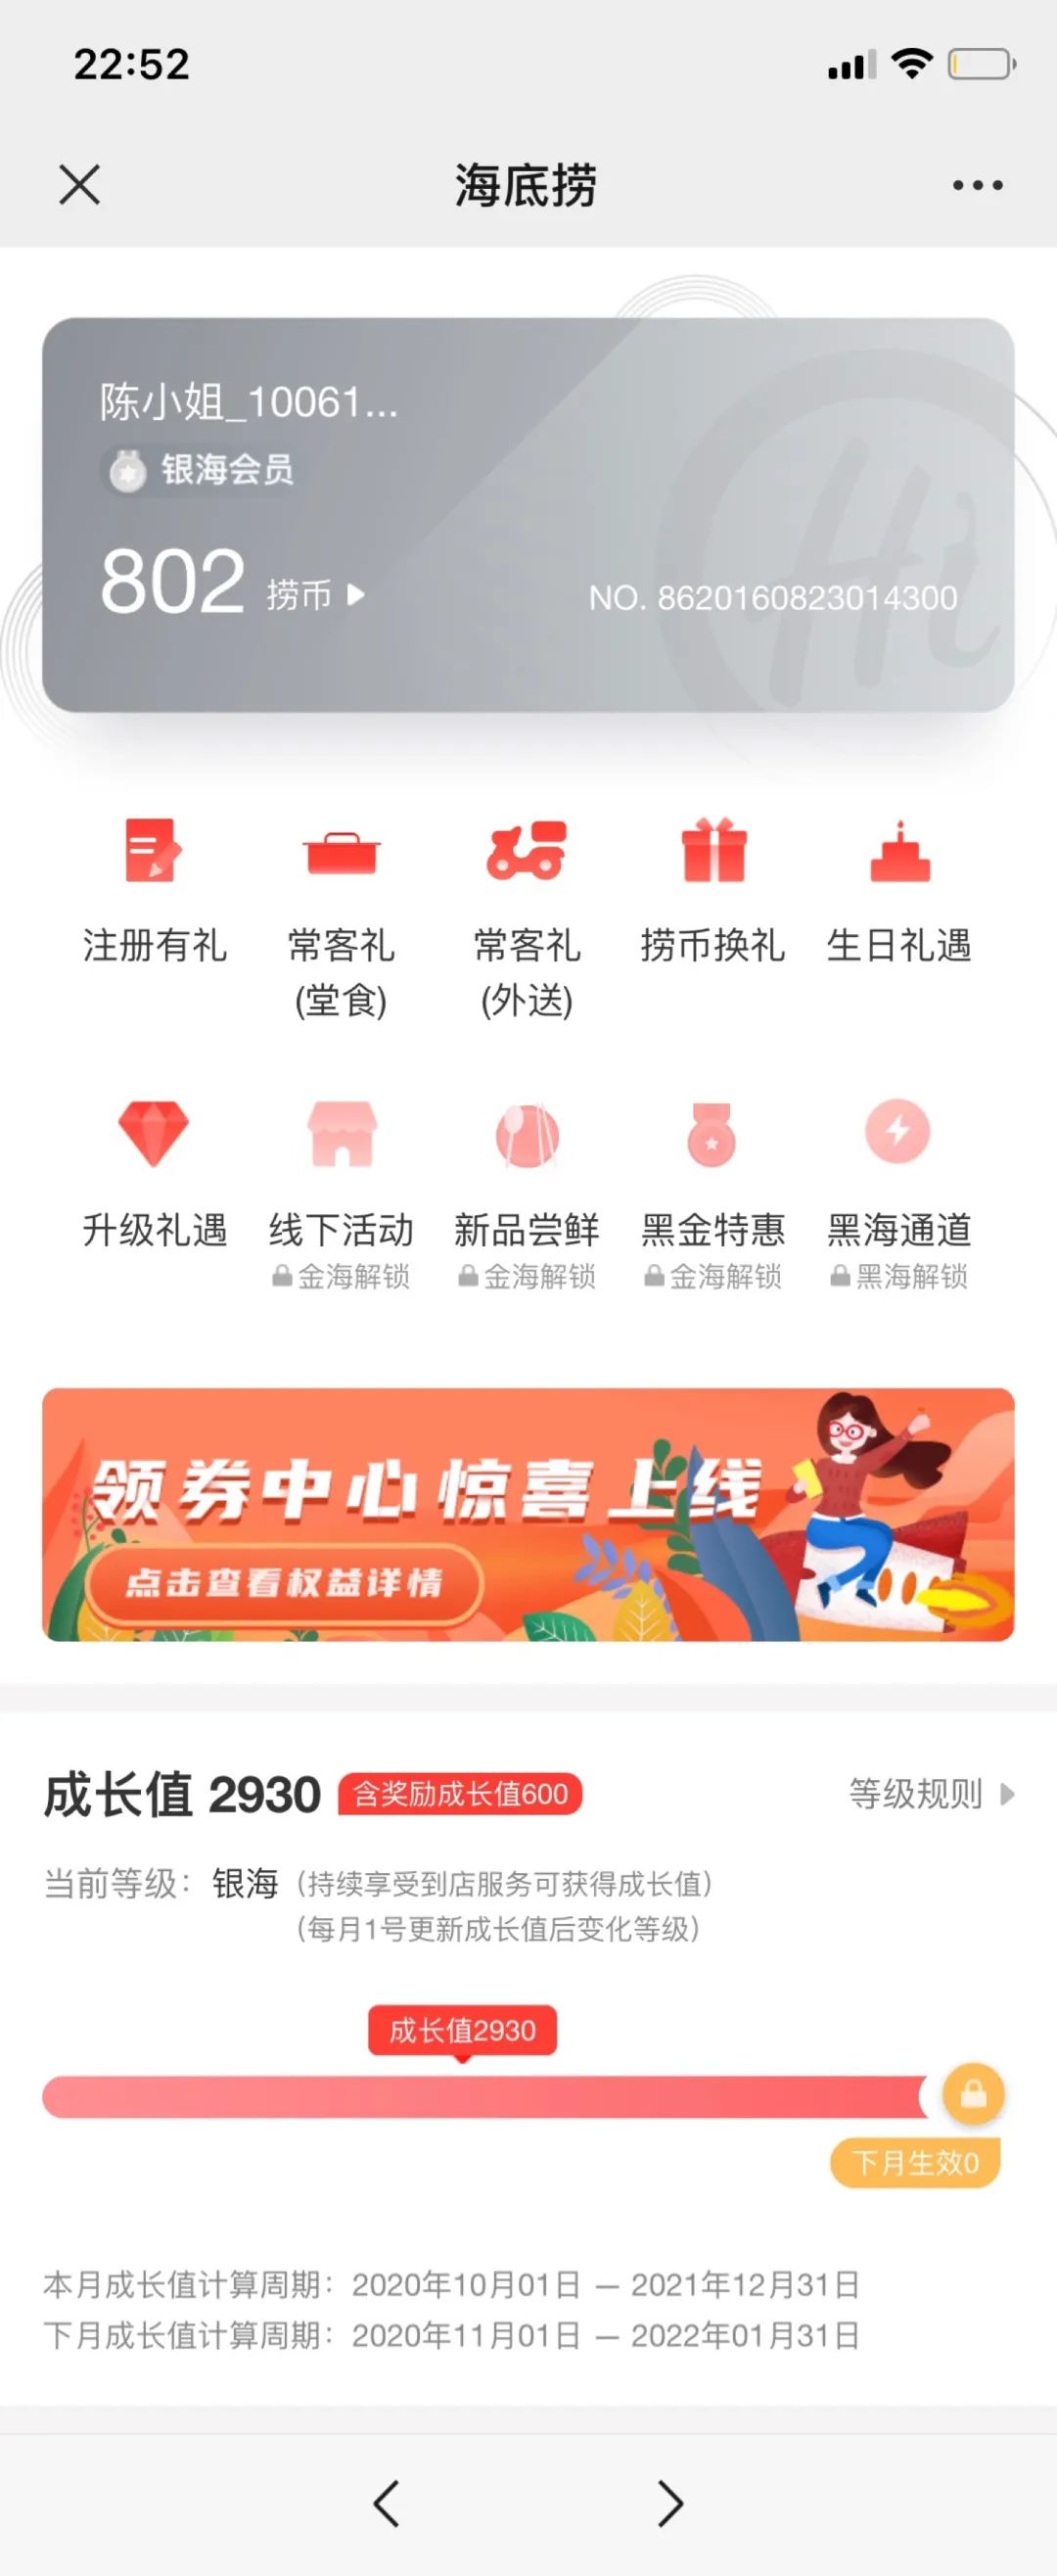 22:52
海底捞
陈小姐_10061...
银海会员
802 捞币
NO. 8620160823014300
Hi
注册有礼 常客礼 常客礼 捞币换礼 生日礼遇
(堂食) (外送)
升级礼遇 线下活动 新品尝鲜 黑金特惠 黑海通道
金海解锁 金海解锁 金海解锁 黑海解锁
领券中心惊喜上线
点击查看权益详情
成长值 2930 含奖励成长值600 等级规则
当前等级：银海（持续享受到店服务可获得成长值）
（每月1号更新成长值后变化等级）
成长值2930
下月生效0
本月成长值计算周期：2020年10月01日 — 2021年12月31日
下月成长值计算周期：2020年11月01日 — 2022年01月31日